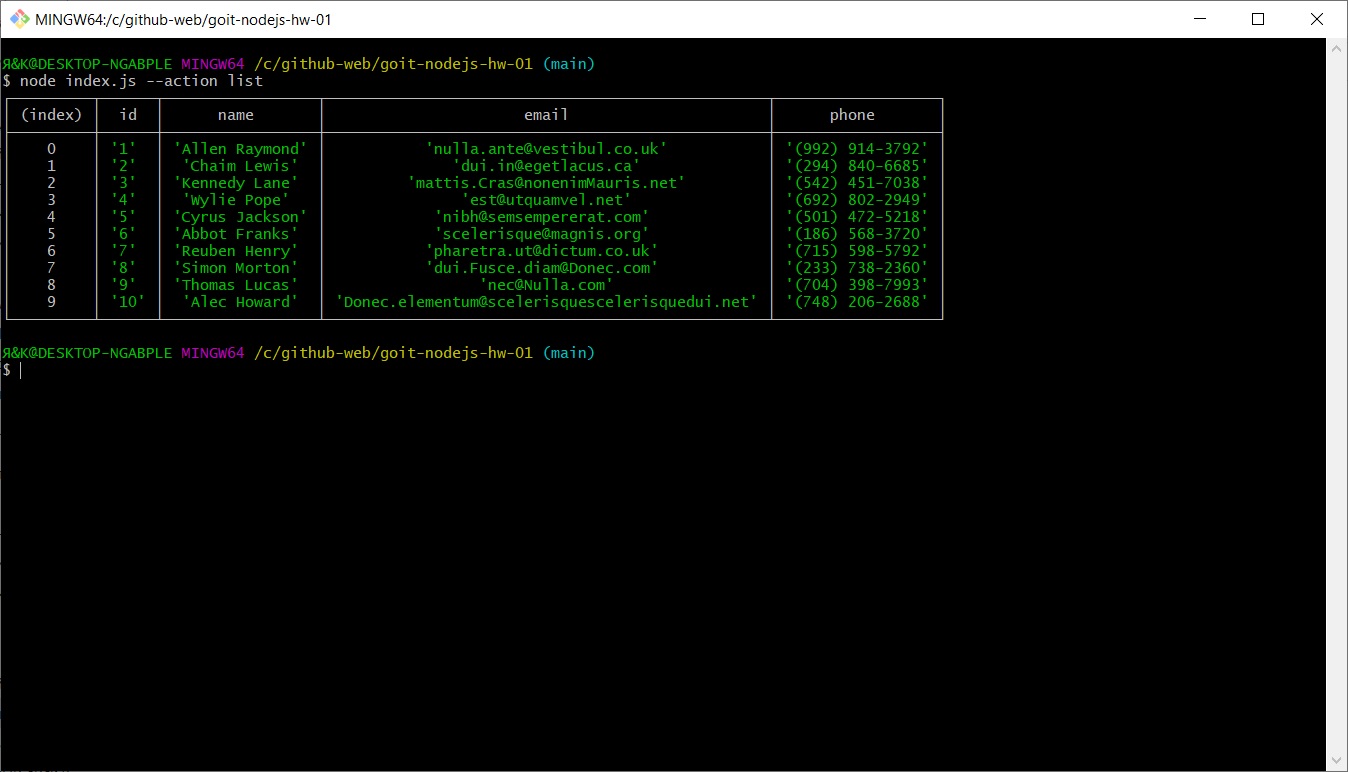 MINGW64:/c/github-web/goit-nodejs-hw-01
Я&K@DESKTOP-NGABPLE MINGW64 /c/github-web/goit-nodejs-hw-01 (main)
$ node index.js --action list
(index) id name email phone
0 '1' 'Allen Raymond' 'nulla.ante@vestibul.co.uk' '(992) 914-3792'
1 '2' 'Chaim Lewis' 'dui.in@egetlacus.ca' '(294) 840-6685'
2 '3' 'Kennedy Lane' 'mattis.Cras@nonenimMauris.net' '(542) 451-7038'
3 '4' 'Wylie Pope' 'est@utquamvel.net' '(692) 802-2949'
4 '5' 'Cyrus Jackson' 'nibh@semsempererat.com' '(501) 472-5218'
5 '6' 'Abbot Franks' 'scelerisque@magnis.org' '(186) 568-3720'
6 '7' 'Reuben Henry' 'pharetra.ut@dictum.co.uk' '(715) 598-5792'
7 '8' 'Simon Morton' 'dui.Fusce.diam@Donec.com' '(233) 738-2360'
8 '9' 'Thomas Lucas' 'nec@Nulla.com' '(704) 398-7993'
9 '10' 'Alec Howard' 'Donec.elementum@scelerisquescelerisquedui.net' '(748) 206-2688'
Я&K@DESKTOP-NGABPLE MINGW64 /c/github-web/goit-nodejs-hw-01 (main)
$